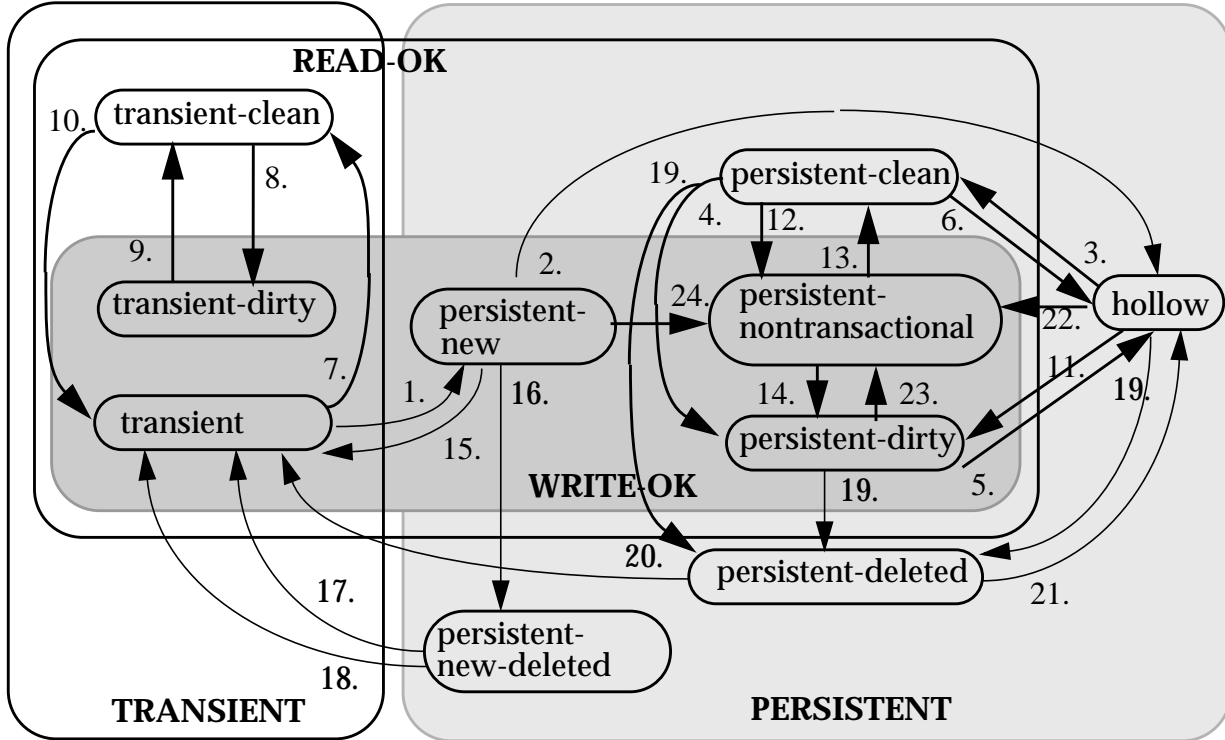 READ-OK
10.
transient-clean
8.
9.
transient-dirty
7.
transient
1.
2.
persistent-
new
15.
16.
24.
19.
4.
persistent-clean
12.
13.
6.
3.
persistent-
nontransactional
hollow
22.
14.
23.
11.
19.
persistent-dirty
5.
WRITE-OK
19.
20.
persistent-deleted
21.
17.
18.
persistent-
new-deleted
TRANSIENT
PERSISTENT